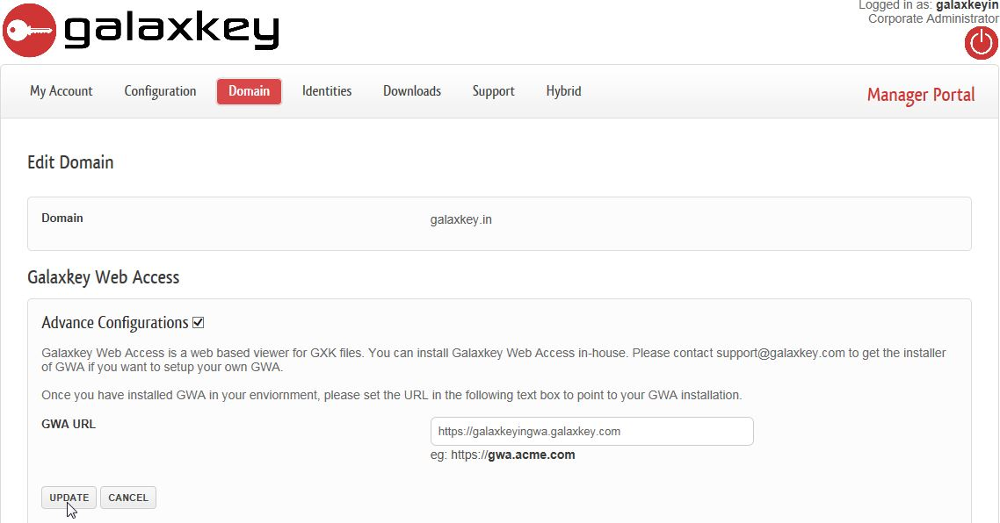 galaxkey
Logged in as: galaxkeyin
Corporate Administrator
My Account Configuration Domain Identities Downloads Support Hybrid
Manager Portal
Edit Domain
Domain galaxkey.in
Galaxkey Web Access
Advance Configurations
Galaxkey Web Access is a web based viewer for GXK files. You can install Galaxkey Web Access in-house. Please contact support@galaxkey.com to get the installer
of GWA if you want to setup your own GWA.
Once you have installed GWA in your enviornment, please set the URL in the following text box to point to your GWA installation.
GWA URL https://galaxkeyingwa.galaxkey.com
eg: https://gwa.acme.com
UPDATE CANCEL